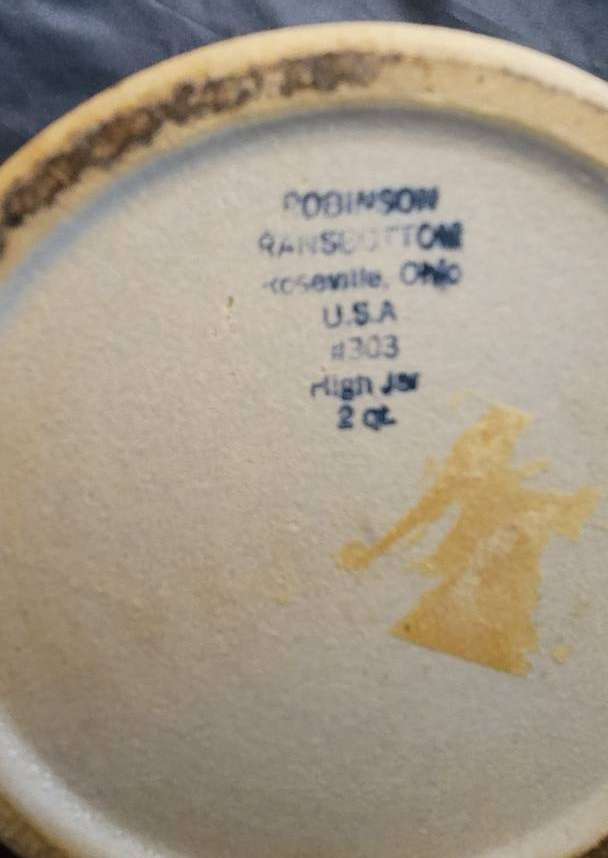 ROBINSON
RANSBOTTOM
Roseville, Ohio
U.S.A
#303
High Jar
2 qt.